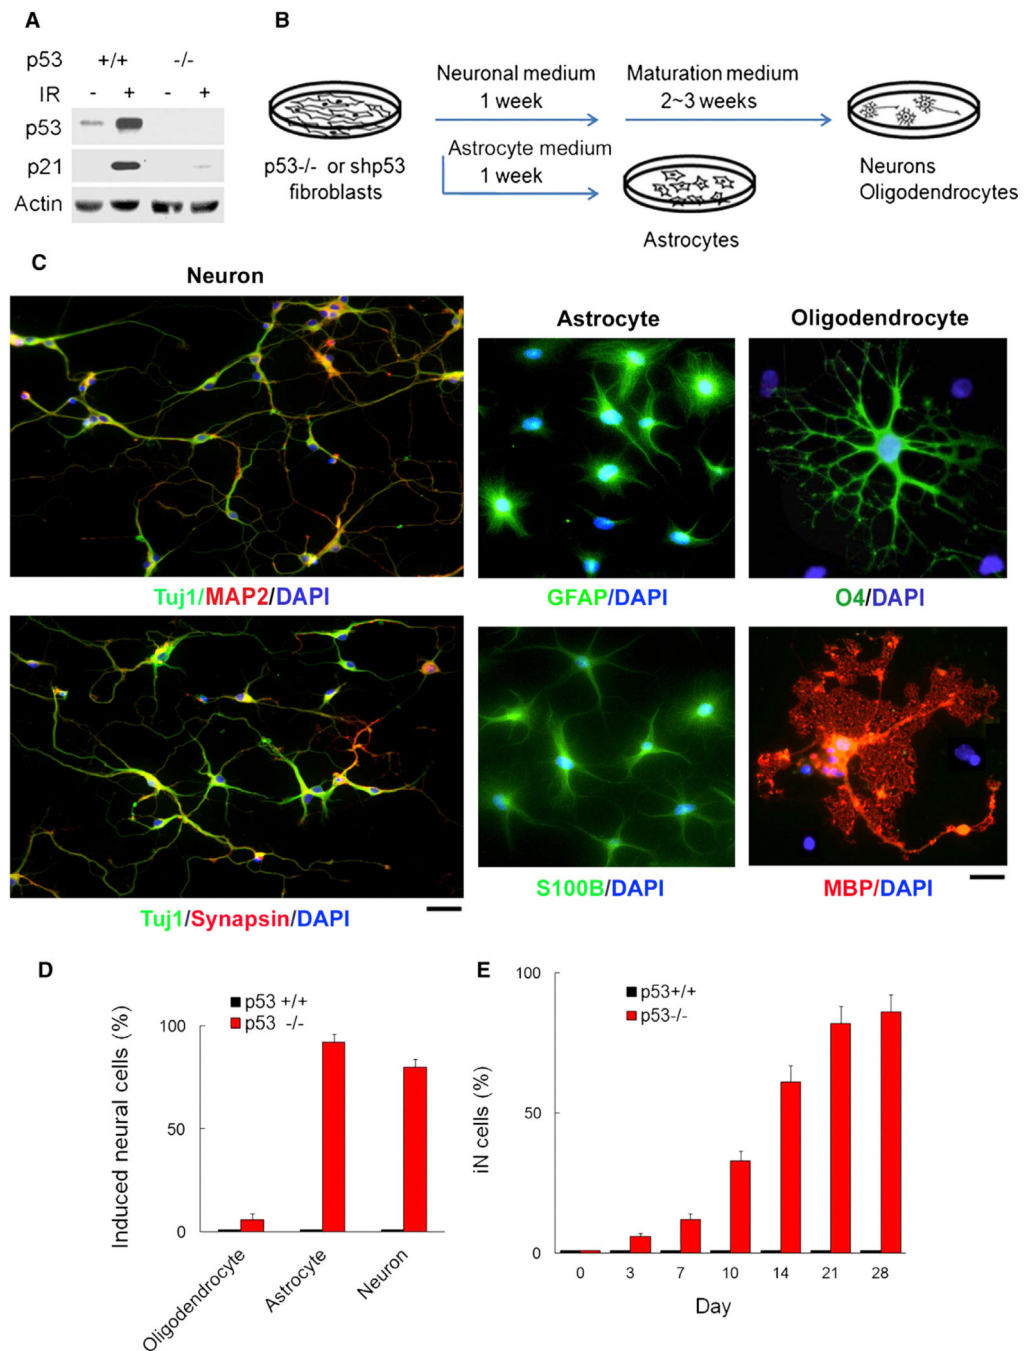 A
p53 +/+ -/-
IR - + - +
p53
p21
Actin
B
Neuronal medium
1 week
Maturation medium
2~3 weeks
Astrocyte medium
1 week
p53-/- or shp53
fibroblasts
Neurons
Oligodendrocytes
Astrocytes
C
Neuron
Astrocyte
Oligodendrocyte
Tuj1/MAP2/DAPI
GFAP/DAPI
O4/DAPI
Tuj1/Synapsin/DAPI
S100B/DAPI
MBP/DAPI
D
p53 +/+
p53 -/-
Induced neural cells (%)
100
50
0
Oligodendrocyte
Astrocyte
Neuron
E
p53+/+
p53-/-
iN cells (%)
100
50
0
0 3 7 10 14 21 28
Day